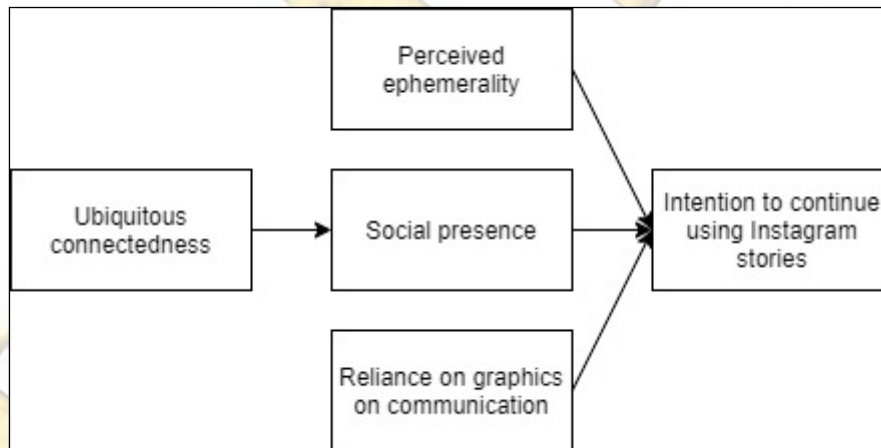 Perceived
ephemerality
Ubiquitous
connectedness
Social presence
Intention to continue
using Instagram
stories
Reliance on graphics
on communication